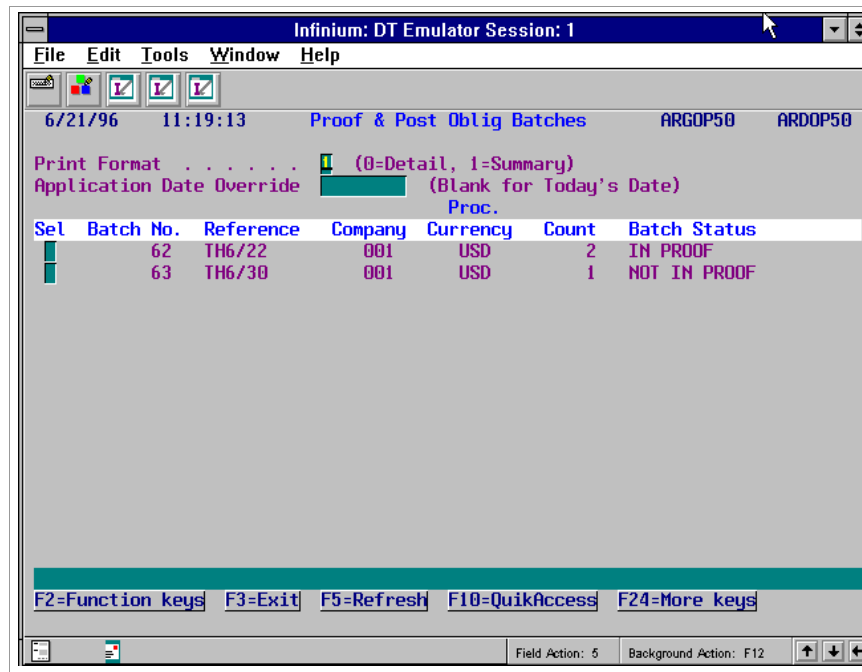 Infinium: DT Emulator Session: 1
File Edit Tools Window Help
6/21/96 11:19:13 Proof & Post Oblig Batches ARGOP50 ARDOP50
Print Format . . . . . . 1 (0=Detail, 1=Summary)
Application Date Override (Blank for Today's Date)
Proc.
Sel Batch No. Reference Company Currency Count Batch Status
62 TH6/22 001 USD 2 IN PROOF
63 TH6/30 001 USD 1 NOT IN PROOF
F2=Function keys F3=Exit F5=Refresh F10=QuikAccess F24=More keys
Field Action: 5 Background Action: F12